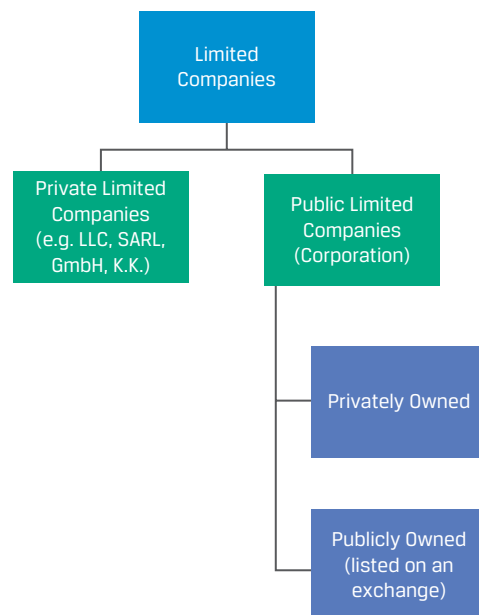 Limited
Companies
Private Limited
Companies
(e.g. LLC, SARL,
GmbH, K.K.)
Public Limited
Companies
(Corporation)
Privately Owned
Publicly Owned
(listed on an
exchange)